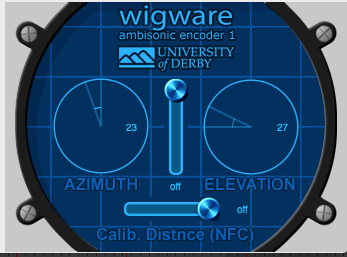 wigware
ambisonic encoder 1
UNIVERSITY
of DERBY
23
27
AZIMUTH
off
ELEVATION
off
Calib. Distnce (NFC)